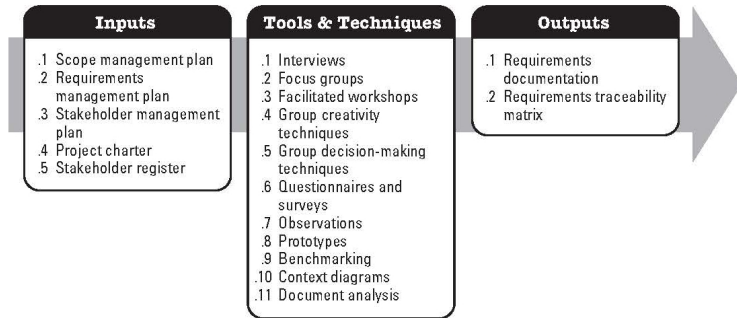 Inputs
.1 Scope management plan
.2 Requirements
management plan
.3 Stakeholder management
plan
.4 Project charter
.5 Stakeholder register
Tools & Techniques
.1 Interviews
.2 Focus groups
.3 Facilitated workshops
.4 Group creativity
techniques
.5 Group decision-making
techniques
.6 Questionnaires and
surveys
.7 Observations
.8 Prototypes
.9 Benchmarking
.10 Context diagrams
.11 Document analysis
Outputs
.1 Requirements
documentation
.2 Requirements traceability
matrix